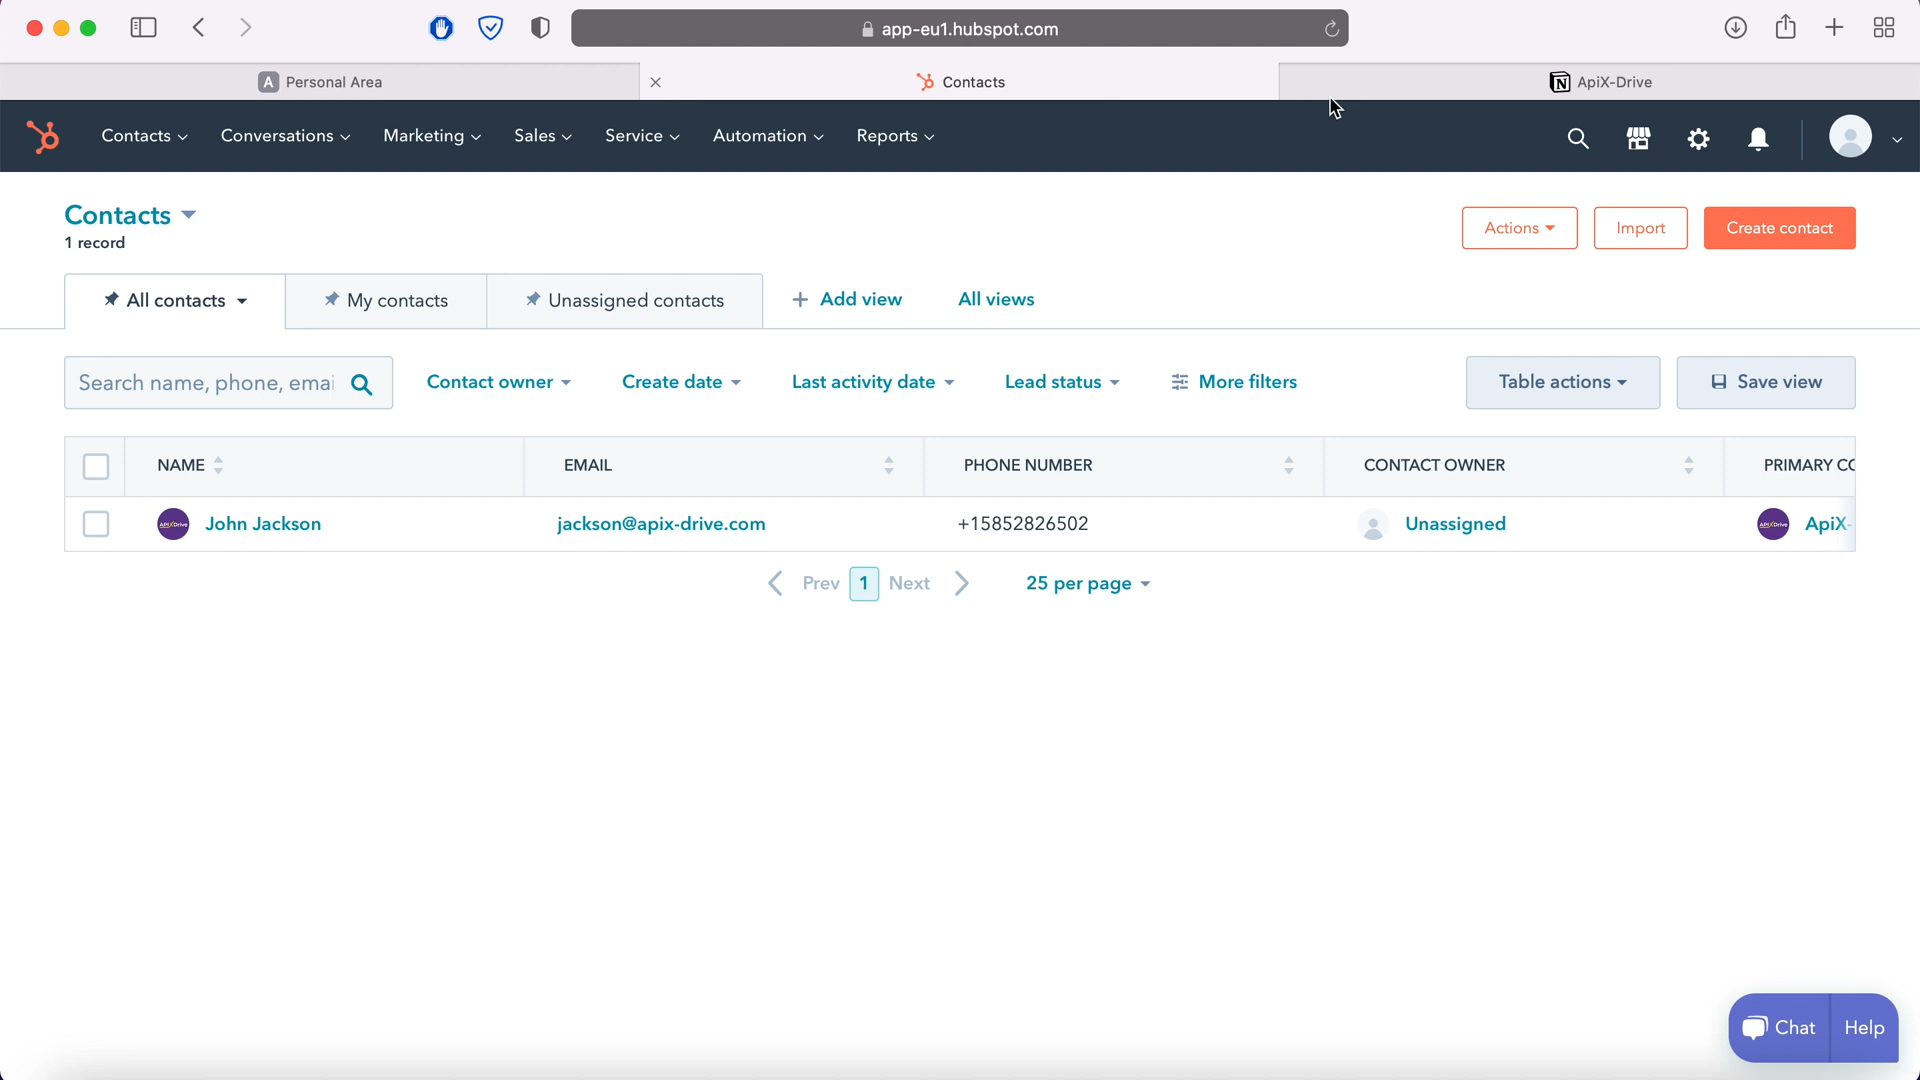 app-eu1.hubspot.com
A Personal Area
Contacts
ApiX-Drive
Contacts Conversations Marketing Sales Service Automation Reports
Contacts
1 record
Actions Import Create contact
All contacts My contacts Unassigned contacts + Add view All views
Search name, phone, emai Contact owner Create date Last activity date Lead status More filters Table actions Save view
NAME EMAIL PHONE NUMBER CONTACT OWNER PRIMARY CO
John Jackson jackson@apix-drive.com +15852826502 Unassigned ApiX-
Prev 1 Next 25 per page
Chat Help